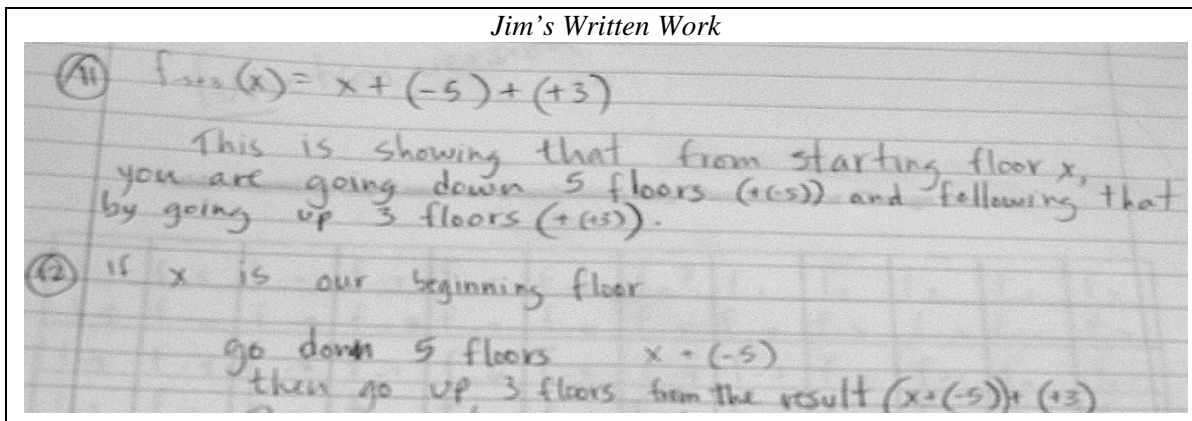 Jim's Written Work
11 (x) = x + (-5) + (+3)
This is showing that from starting floor x,
you are going down 5 floors (+(-5)) and following that
by going up 3 floors (+(+3)).
12 if x is our beginning floor
go down 5 floors x + (-5)
then go up 3 floors from the result (x+(-5))+ (+3)